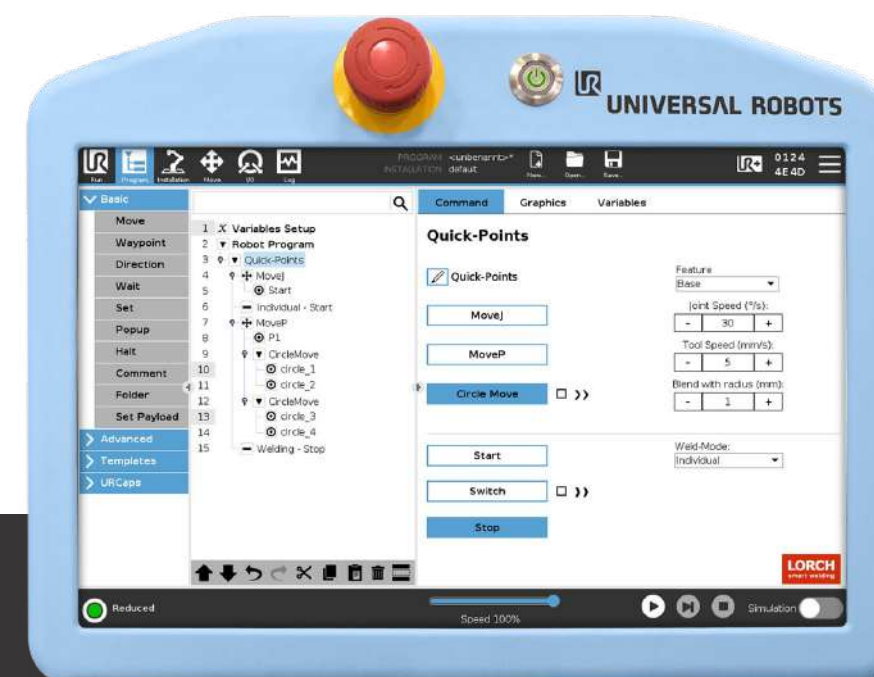 UNIVERSAL ROBOTS
Run Program Installation Move I/O Log
PROGRAM <unbenannt>*
INSTALLATION default
New... Open... Save...
0124
4E4D
Basic
Move
Waypoint
Direction
Wait
Set
Popup
Halt
Comment
Folder
Set Payload
Advanced
Templates
URCaps
1 X Variables Setup
2 Robot Program
3 Quick-Points
4 MoveJ
5 Start
6 Individual - Start
7 MoveP
8 P1
9 CircleMove
10 circle_1
11 circle_2
12 CircleMove
13 circle_3
14 circle_4
15 Welding - Stop
Command Graphics Variables
Quick-Points
Quick-Points
MoveJ
MoveP
Circle Move
Start
Switch
Stop
Feature
Base
Joint Speed (°/s):
- 30 +
Tool Speed (mm/s):
- 5 +
Blend with radius (mm):
- 1 +
Weld-Mode:
Individual
LORCH
smart welding
Reduced
Speed 100%
Simulation